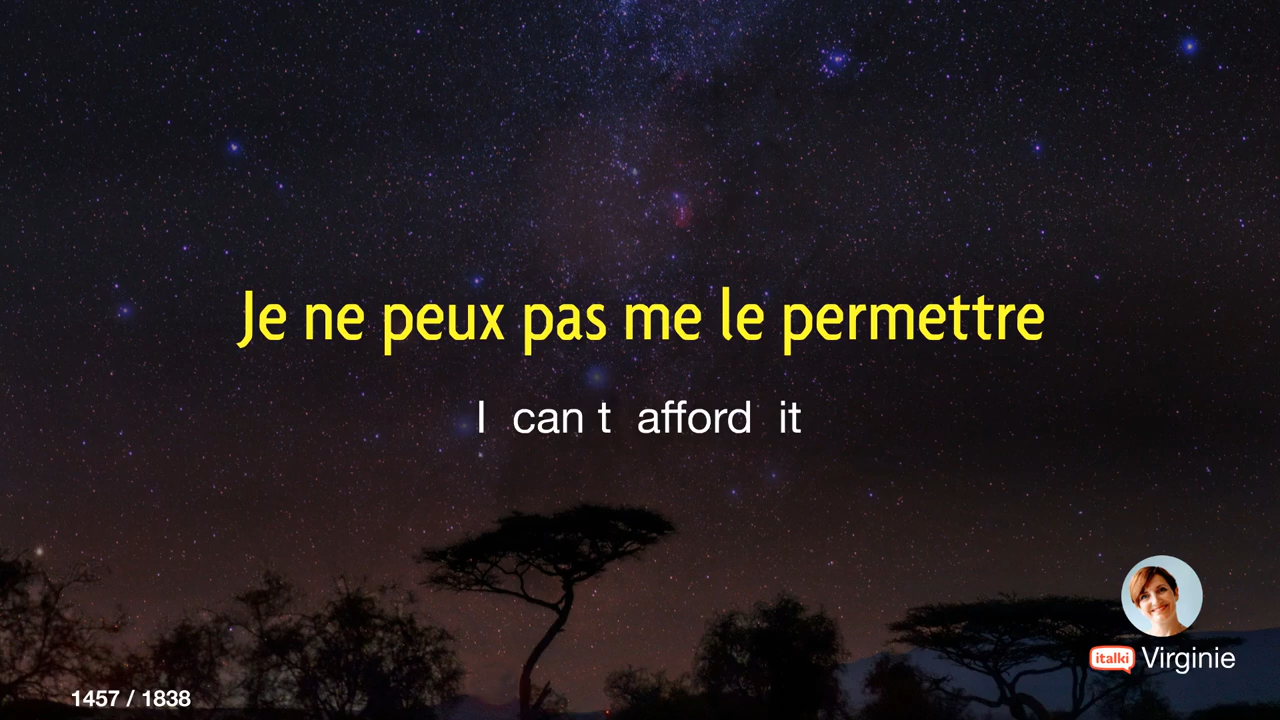 Je ne peux pas me le permettre
I can t afford it
italki Virginie
1457 / 1838